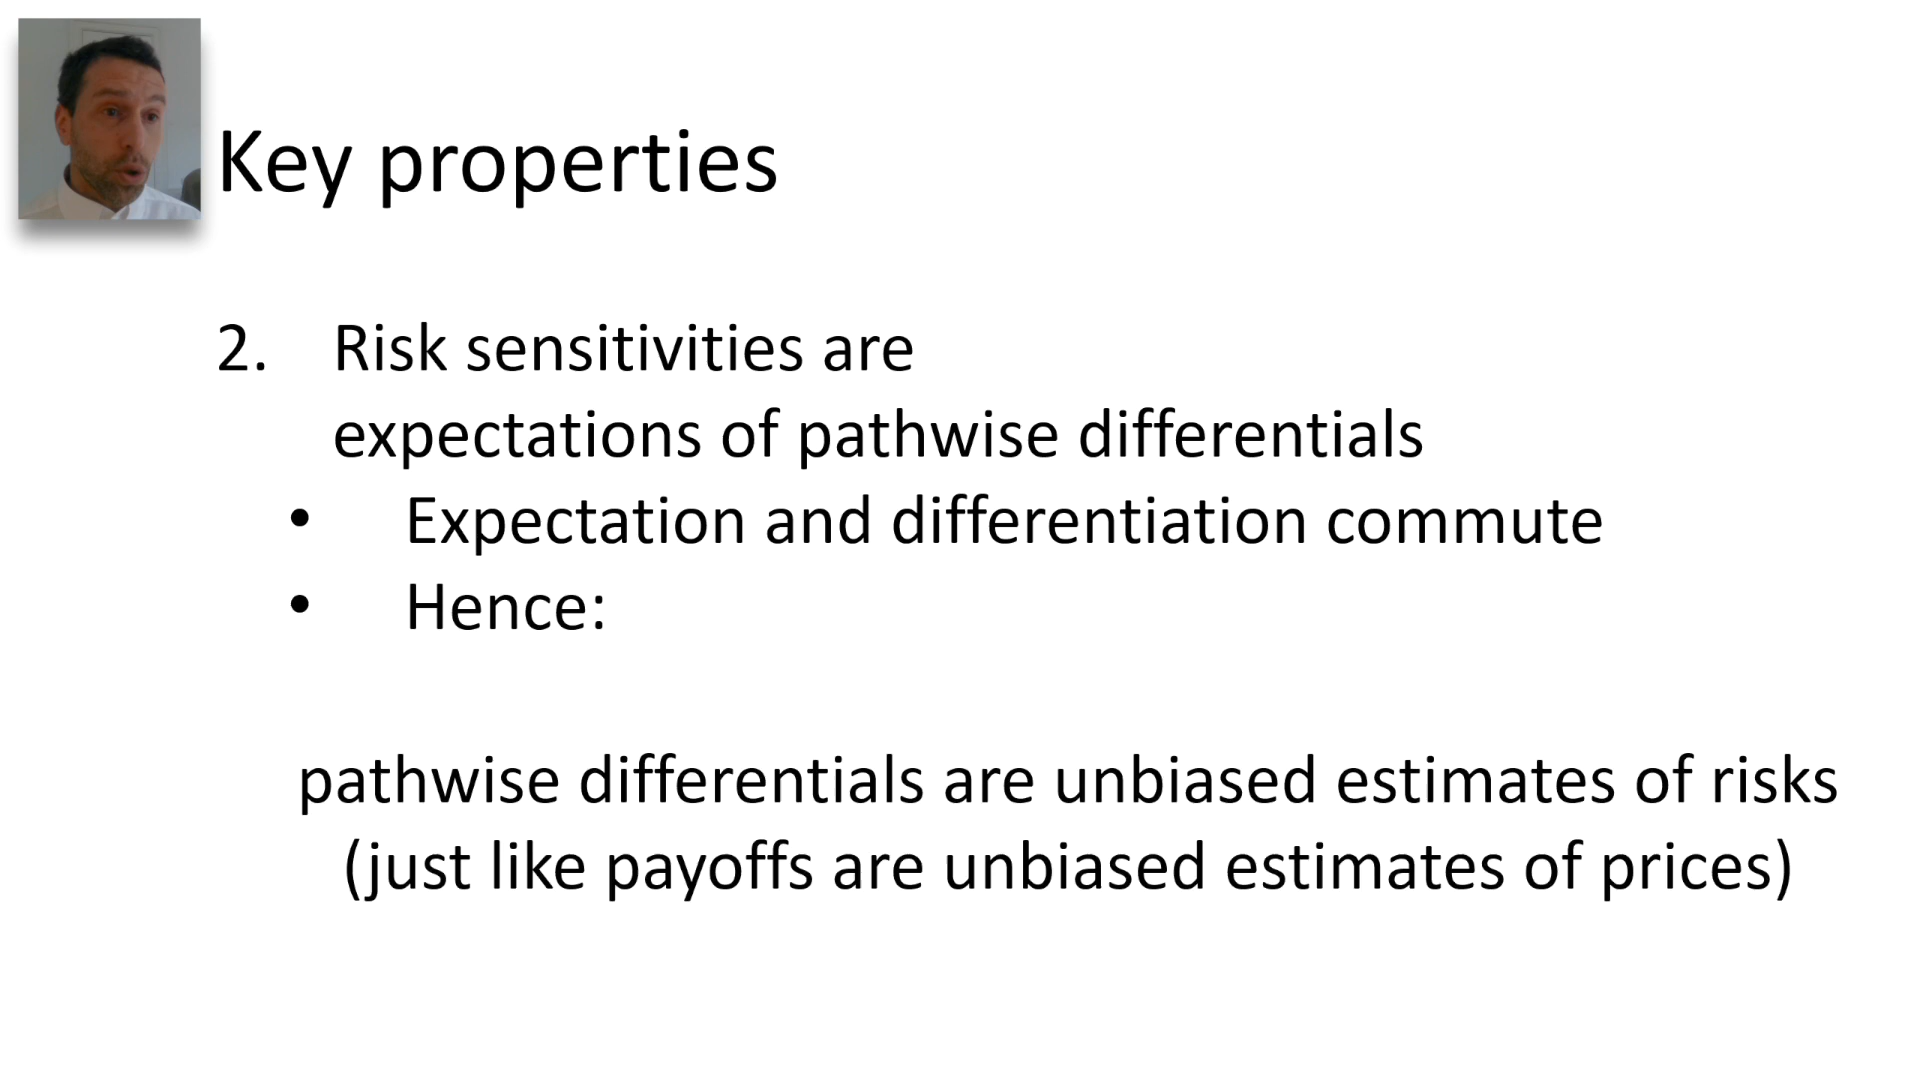 Key properties
2. Risk sensitivities are
expectations of pathwise differentials
• Expectation and differentiation commute
• Hence:
pathwise differentials are unbiased estimates of risks
(just like payoffs are unbiased estimates of prices)